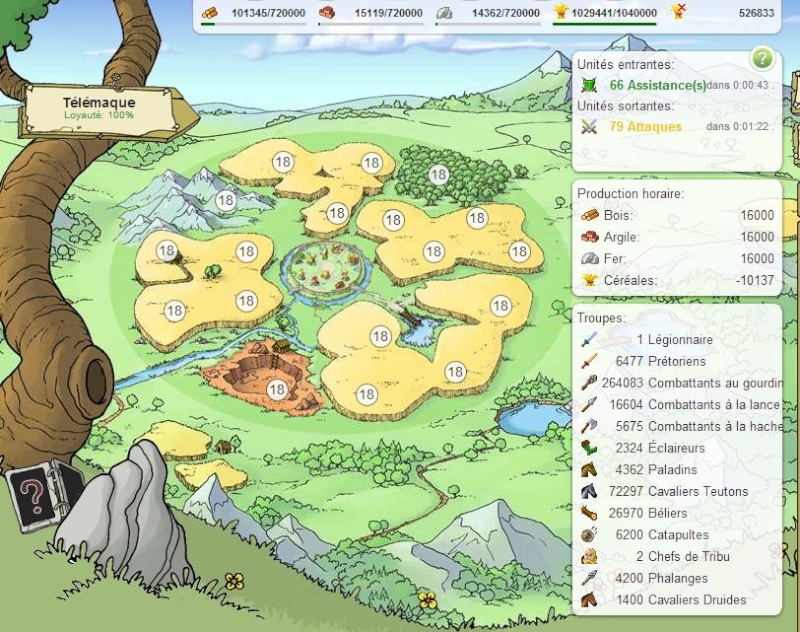 101345/720000 15119/720000 14362/720000 1029441/1040000 526833
Télémaque
Loyauté: 100%
Unités entrantes:
66 Assistance(s) dans 0:00:43 .
Unités sortantes:
79 Attaques dans 0:01:22 .
?
Production horaire:
Bois: 16000
Argile: 16000
Fer: 16000
Céréales: -10137
Troupes:
1 Légionnaire
6477 Prétoriens
264083 Combattants au gourdin
16604 Combattants à la lance
5675 Combattants à la hache
2324 Éclaireurs
4362 Paladins
72297 Cavaliers Teutons
26970 Béliers
6200 Catapultes
2 Chefs de Tribu
4200 Phalanges
1400 Cavaliers Druides
18 18 18
18
18
18 18
18 18
18 18
18 18
18
18
18
18
18
?